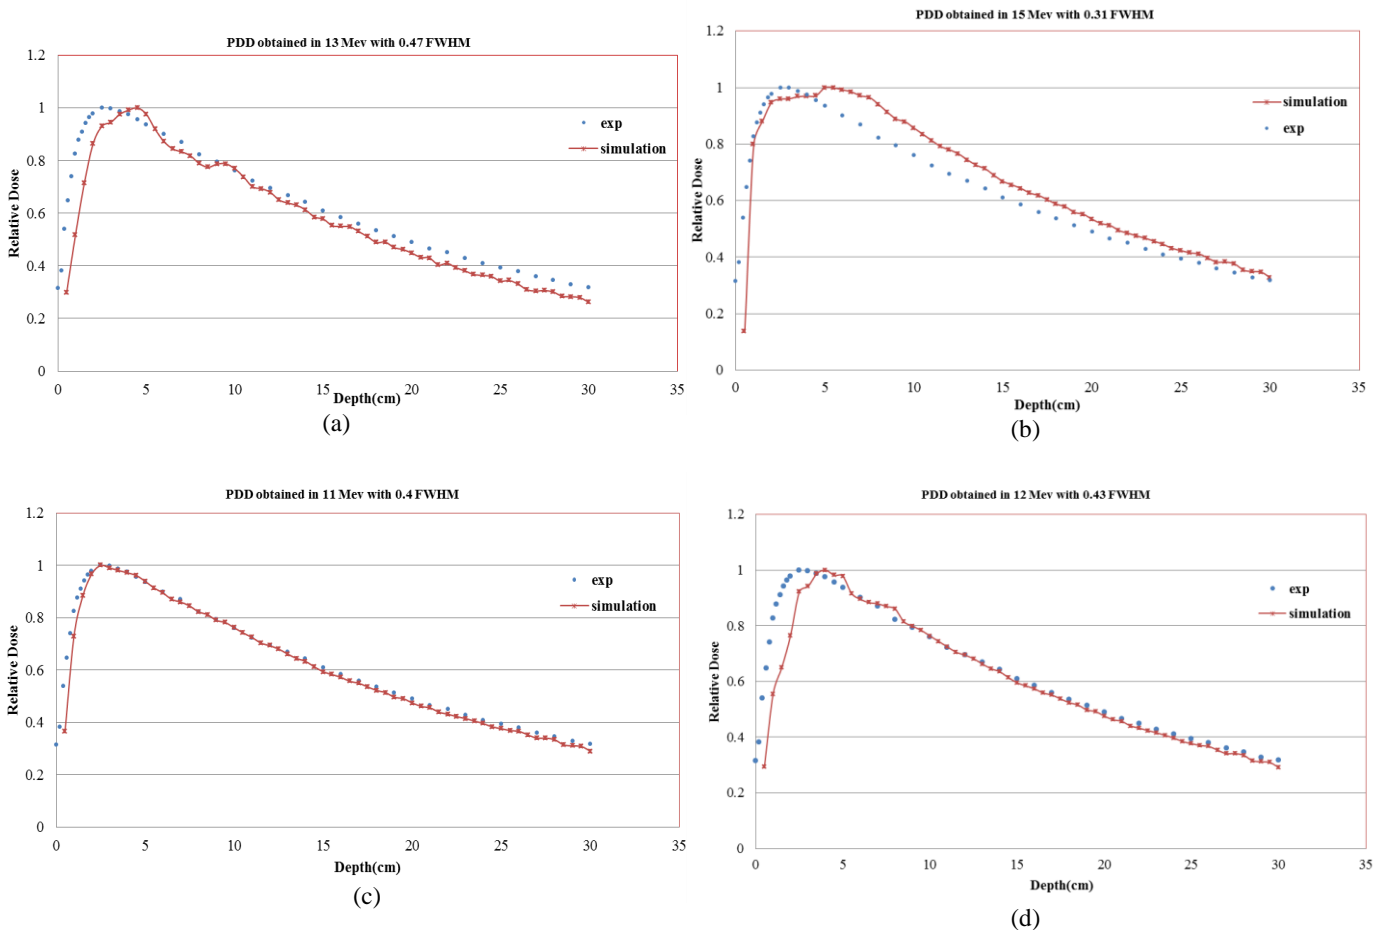 PDD obtained in 13 Mev with 0.47 FWHM
1.2
1
0.8
0.6
0.4
0.2
0
Relative Dose
exp
simulation
0 5 10 15 20 25 30 35
Depth(cm)
(a)
PDD obtained in 15 Mev with 0.31 FWHM
1.2
1
0.8
0.6
0.4
0.2
0
Relative Dose
simulation
exp
0 5 10 15 20 25 30 35
Depth(cm)
(b)
PDD obtained in 11 Mev with 0.4 FWHM
1.2
1
0.8
0.6
0.4
0.2
0
Relative Dose
exp
simulation
0 5 10 15 20 25 30 35
Depth(cm)
(c)
PDD obtained in 12 Mev with 0.43 FWHM
1.2
1
0.8
0.6
0.4
0.2
0
Relative Dose
exp
simulation
0 5 10 15 20 25 30 35
Depth(cm)
(d)